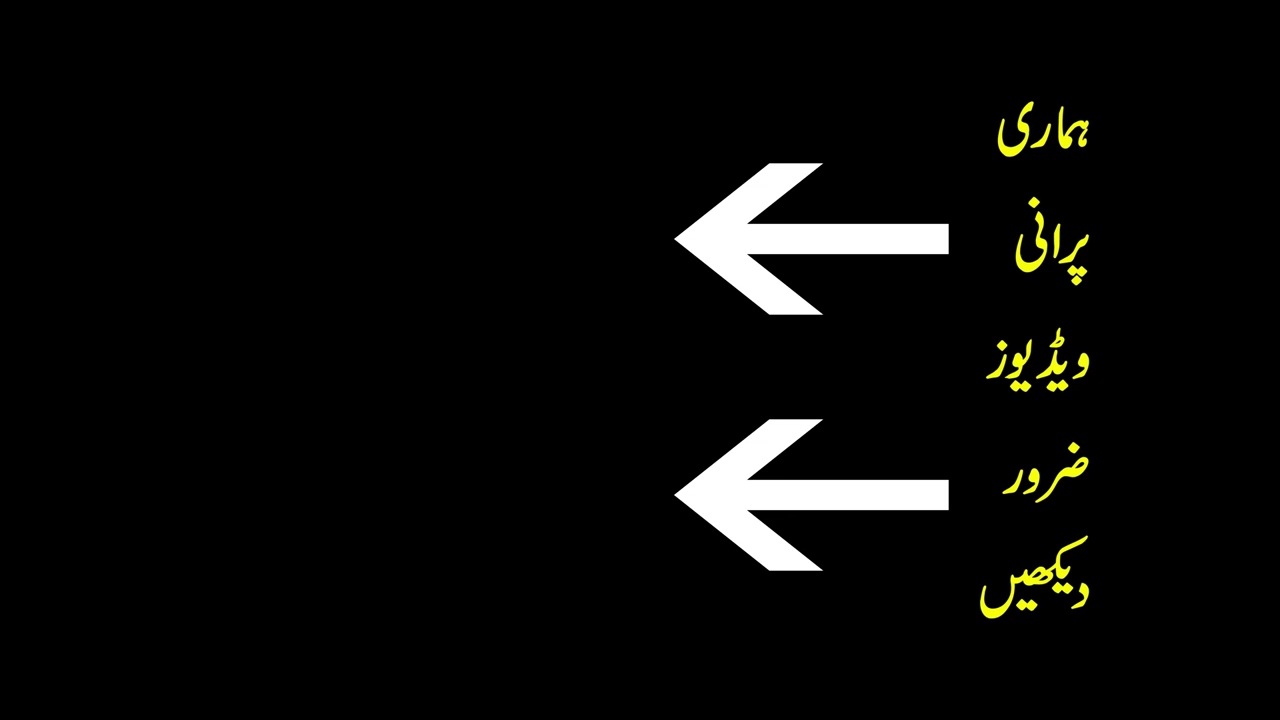 ہماری
پرانی
ویڈیوز
ضرور
دیکھیں